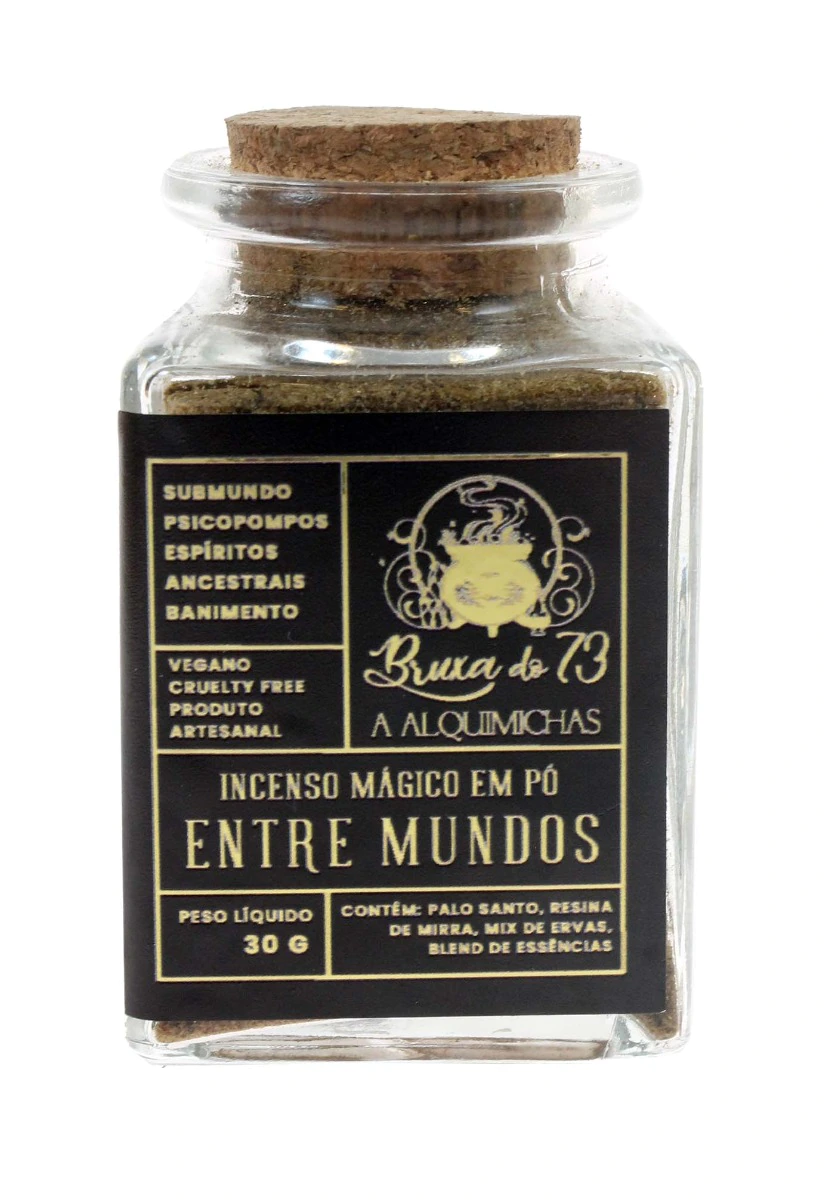 SUBMUNDO
PSICOPOMPOS
ESPÍRITOS
ANCESTRAIS
BANIMENTO
VEGANO
CRUELTY FREE
PRODUTO
ARTESANAL
Bruxa do 73
A ALQUIMICHAS
INCENSO MÁGICO EM PÓ
ENTRE MUNDOS
PESO LÍQUIDO
30 G
CONTÉM: PALO SANTO, RESINA
DE MIRRA, MIX DE ERVAS,
BLEND DE ESSÊNCIAS